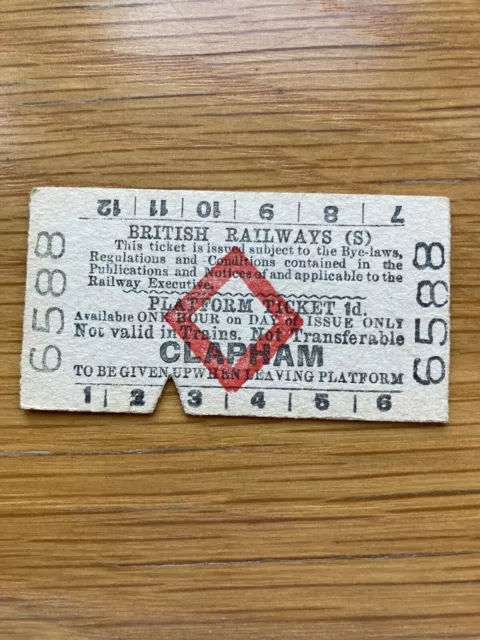 12 | 11 | 10 | 9 | 8 | 7
BRITISH RAILWAYS (S)
This ticket is issued subject to the Bye-laws,
Regulations and Conditions contained in the
Publications and Notices of and applicable to the
Railway Executive.
PLATFORM TICKET 1d.
Available ONE HOUR on DAY of ISSUE ONLY
Not valid in Trains. Not Transferable
CLAPHAM
TO BE GIVEN UP WHEN LEAVING PLATFORM
1 | 2 | 3 | 4 | 5 | 6
6588
6588